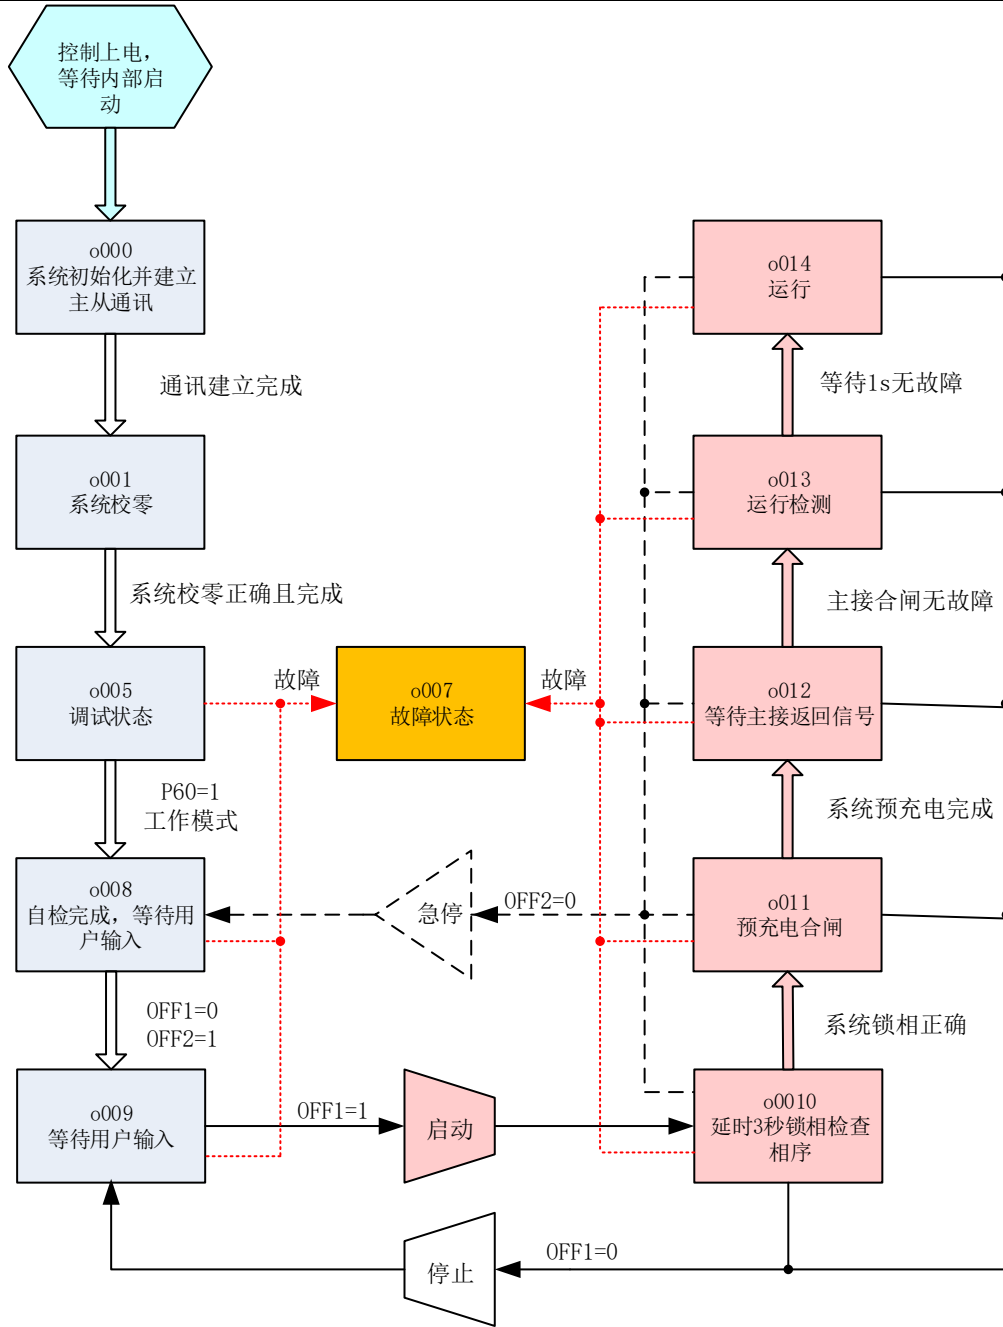 控制上电，
等待内部启
动
o000
系统初始化并建立
主从通讯
通讯建立完成
o001
系统校零
系统校零正确且完成
o005
调试状态
故障
o007
故障状态
故障
P60=1
工作模式
o008
自检完成，等待用
户输入
急停
OFF2=0
OFF1=0
OFF2=1
o009
等待用户输入
OFF1=1
启动
停止
OFF1=0
o014
运行
等待1s无故障
o013
运行检测
主接合闸无故障
o012
等待主接返回信号
系统预充电完成
o011
预充电合闸
系统锁相正确
o0010
延时3秒锁相检查
相序